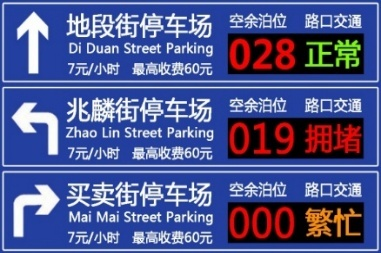 地段街停车场 空余泊位 路口交通
Di Duan Street Parking 028 正常
7元/小时 最高收费60元
兆麟街停车场 空余泊位 路口交通
Zhao Lin Street Parking 019 拥堵
7元/小时 最高收费60元
买卖街停车场 空余泊位 路口交通
Mai Mai Street Parking 000 繁忙
7元/小时 最高收费60元